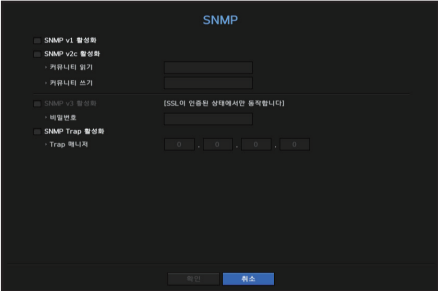 SNMP
SNMP v1 활성화
SNMP v2c 활성화
· 커뮤니티 읽기
· 커뮤니티 쓰기
SNMP v3 활성화 [SSL이 인증된 상태에서만 동작합니다]
· 비밀번호
SNMP Trap 활성화
· Trap 매니저 0 . 0 . 0 . 0
확인 취소